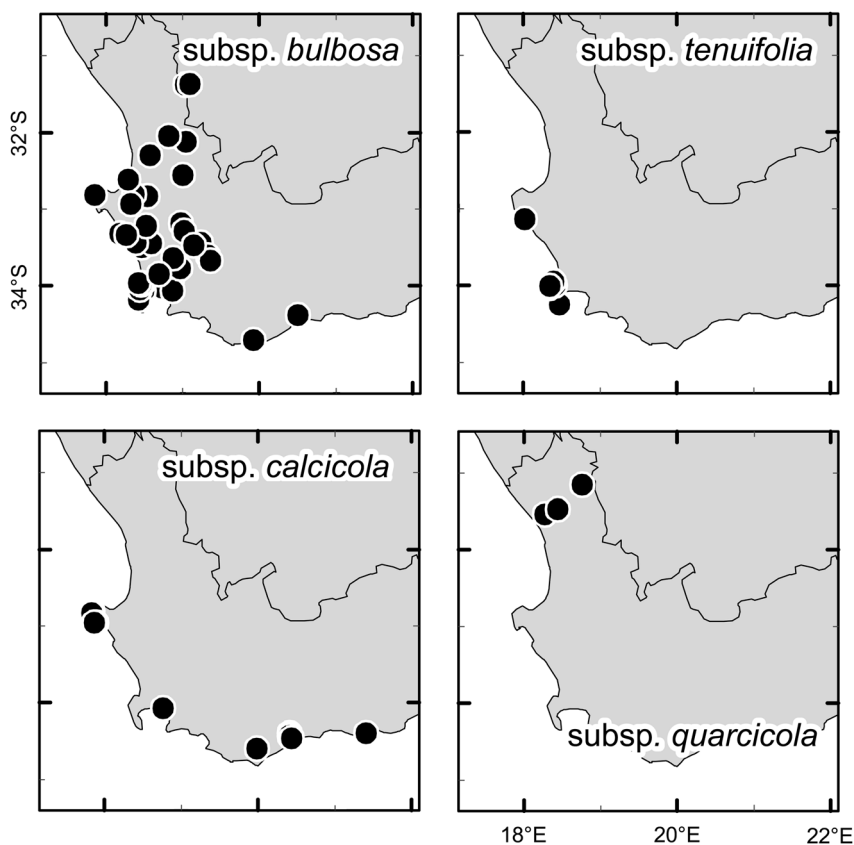 subsp. bulbosa
subsp. tenuifolia
32°S
34°S
subsp. calcicola
subsp. quarcicola
18°E
20°E
22°E